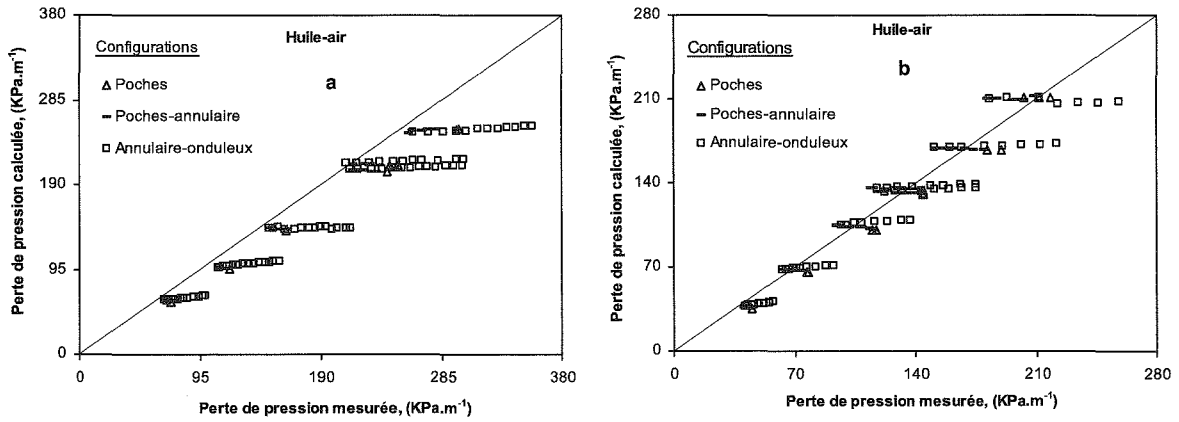 380
285
190
95
0
Perte de pression calculée, (KPa.m⁻¹)
Huile-air
Configurations
a
Poches
Poches-annulaire
Annulaire-onduleux
0
95
190
285
380
Perte de pression mesurée, (KPa.m⁻¹)
280
210
140
70
0
Perte de pression calculée, (KPa.m⁻¹)
Huile-air
Configurations
b
Poches
Poches-annulaire
Annulaire-onduleux
0
70
140
210
280
Perte de pression mesurée, (KPa.m⁻¹)